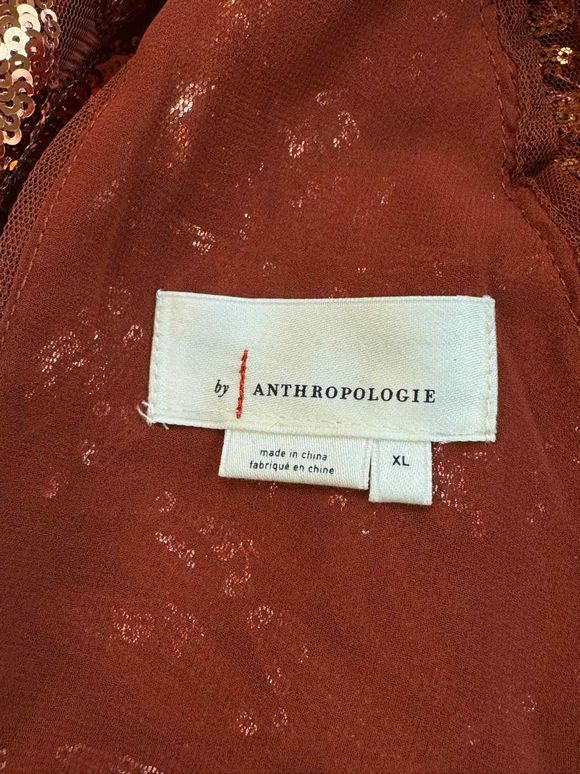 by ANTHROPOLOGIE
made in china
fabriqué en chine
XL